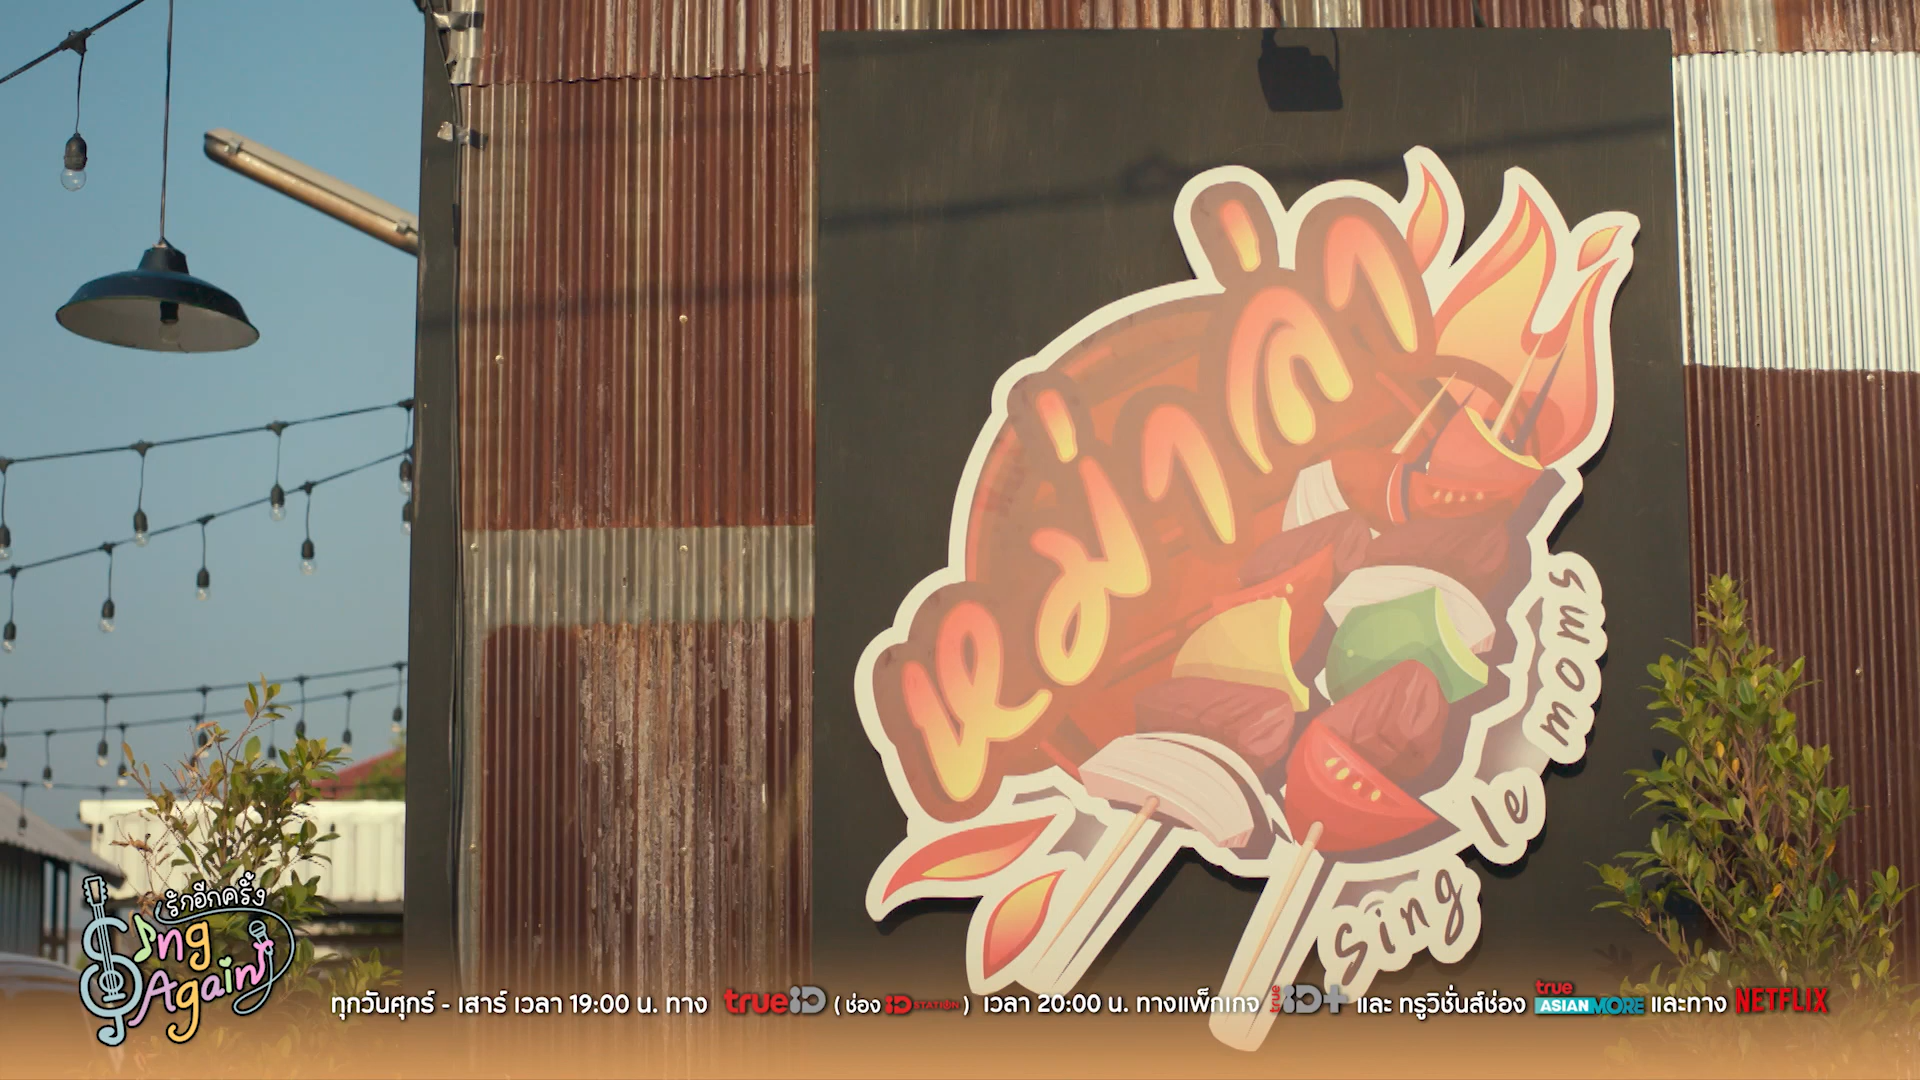 หม่าล่า
sing le moms
รักอีกครั้ง
Sing
Again
ทุกวันศุกร์ - เสาร์ เวลา 19:00 น. ทาง trueID ( ช่อง ID STATION ) เวลา 20:00 น. ทางแพ็กเกจ true ID+ และ ทรูวิชั่นส์ช่อง true ASIAN MORE และทาง NETFLIX